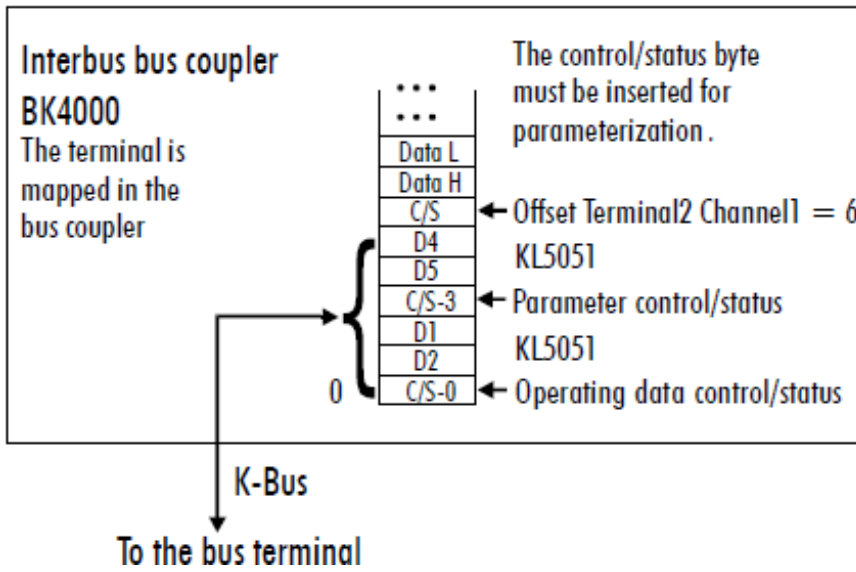 Interbus bus coupler
BK4000
The terminal is
mapped in the
bus coupler
The control/status byte
must be inserted for
parameterization .
•••
•••
Data L
Data H
C/S
D4
D5
C/S-3
D1
D2
0
C/S-0
Offset Terminal2 Channel1 = 6
KL5051
Parameter control/status
KL5051
Operating data control/status
K-Bus
To the bus terminal